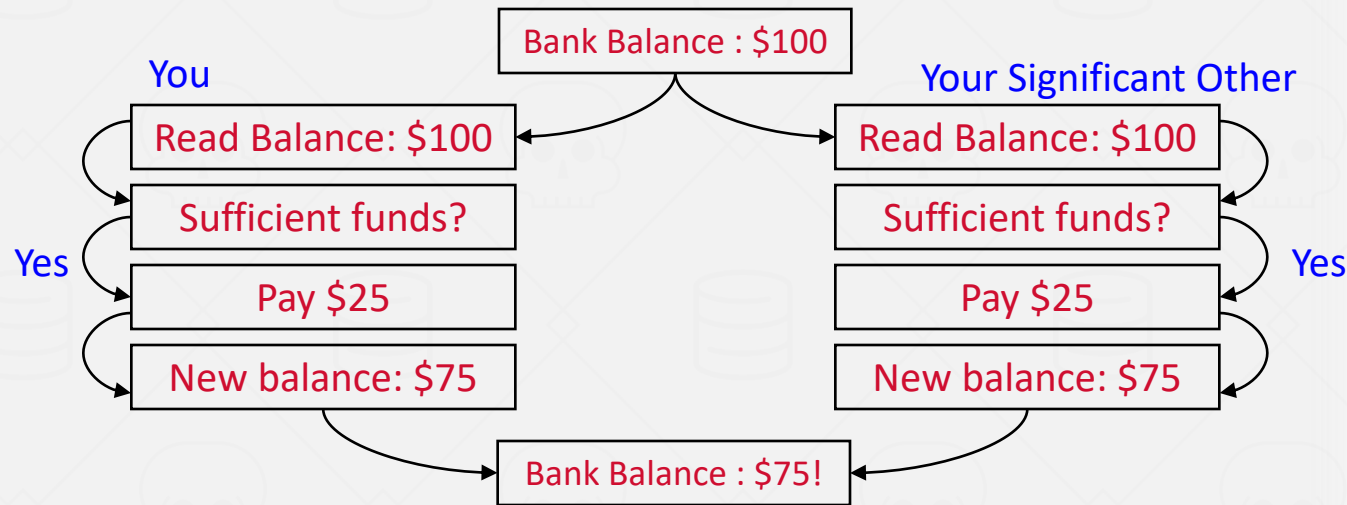 Bank Balance : $100
You
Your Significant Other
Read Balance: $100
Read Balance: $100
Sufficient funds?
Sufficient funds?
Yes
Yes
Pay $25
Pay $25
New balance: $75
New balance: $75
Bank Balance : $75!